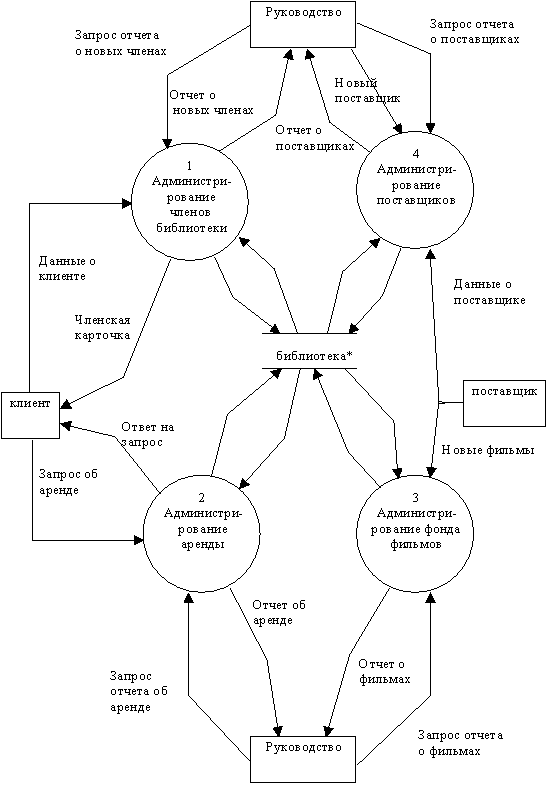 Руководство
Запрос отчета
о новых членах
Запрос отчета
о поставщиках
Отчет о
новых членах
Новый
поставщик
Отчет о
поставщиках
1
Администри-
рование
членов
библиотеки
4
Администри-
рование
поставщиков
Данные о
клиенте
Данные о
поставщике
Членская
карточка
библиотека*
клиент
поставщик
Ответ на
запрос
Новые фильмы
Запрос об
аренде
2
Администри-
рование
аренды
3
Администри-
рование фонда
фильмов
Отчет об
аренде
Отчет о
фильмах
Запрос
отчета об
аренде
Руководство
Запрос отчета
о фильмах